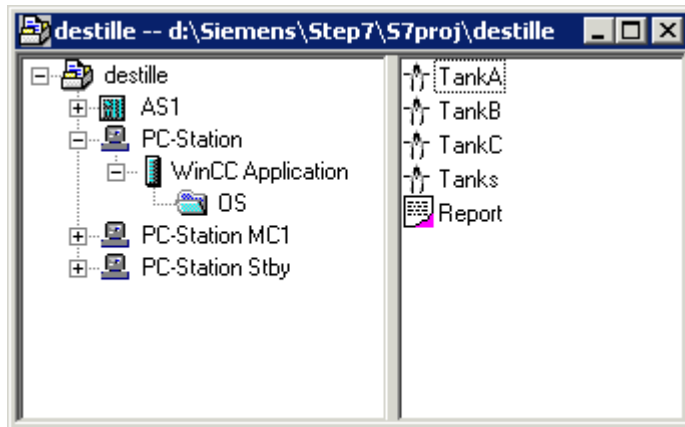 destille -- d:\Siemens\Step7\S7proj\destille
destille
AS1
PC-Station
WinCC Application
OS
PC-Station MC1
PC-Station Stby
TankA
TankB
TankC
Tanks
Report